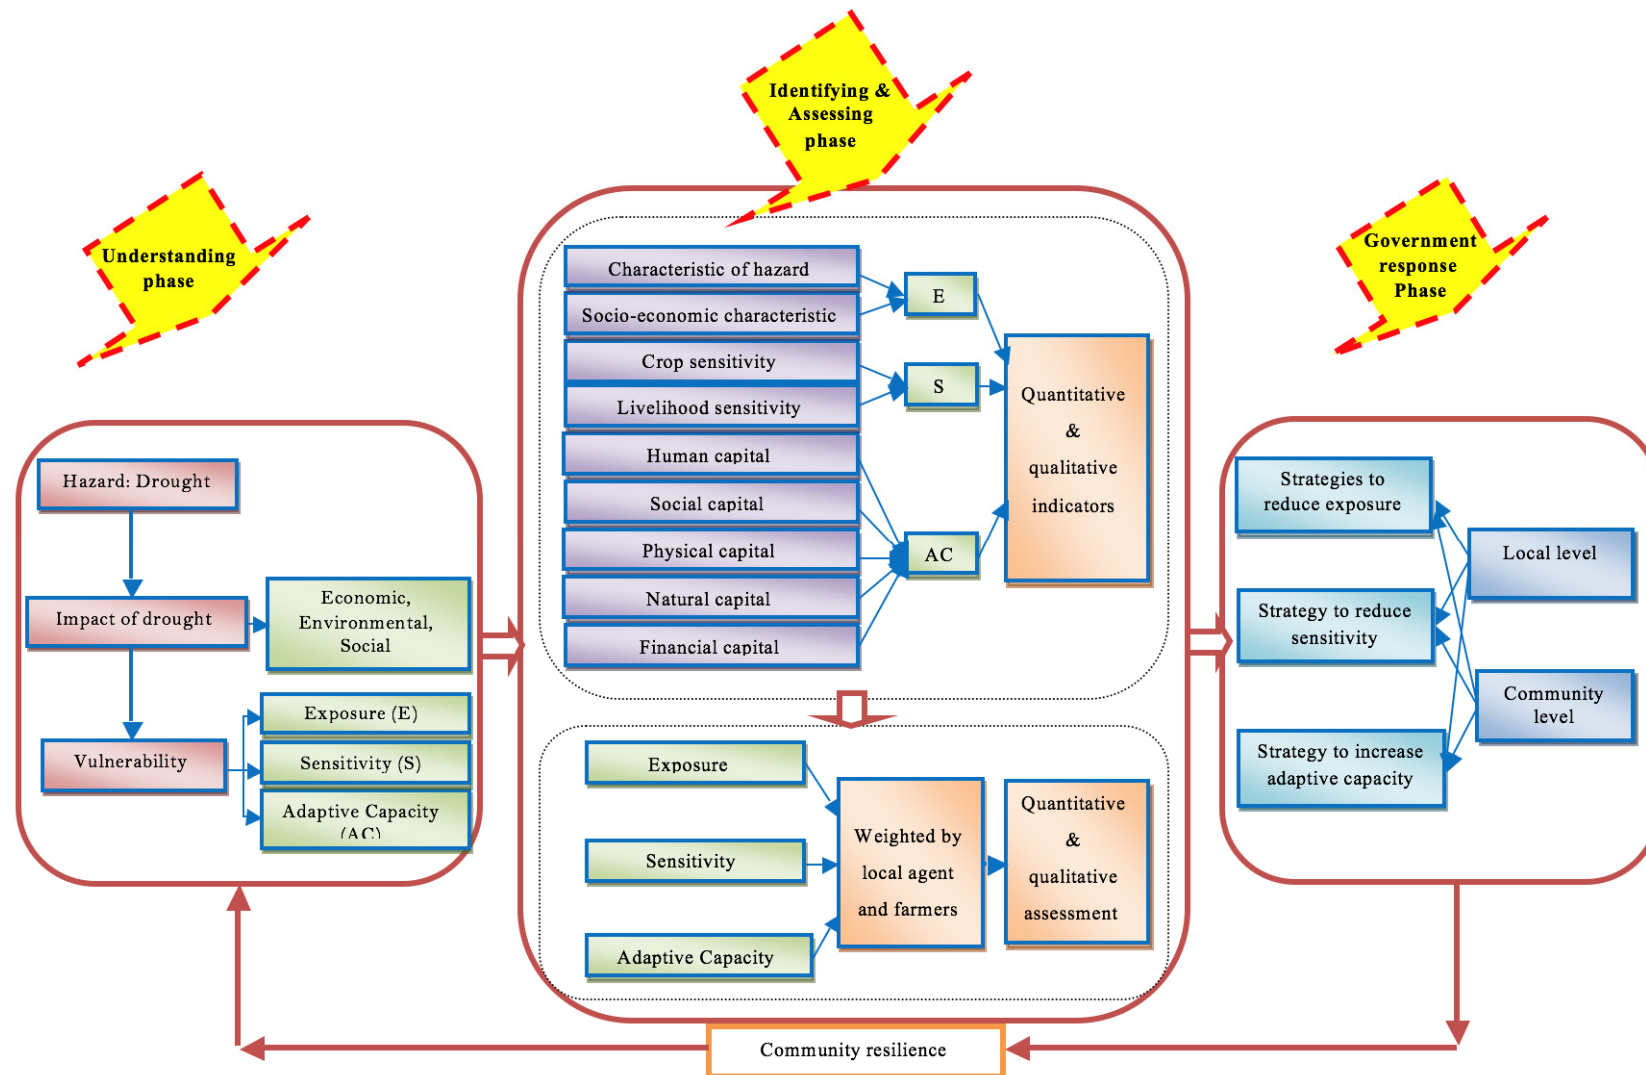 Identifying &
Assessing
phase
Understanding
phase
Government
response
Phase
Hazard: Drought
Impact of drought
Economic,
Environmental,
Social
Vulnerability
Exposure (E)
Sensitivity (S)
Adaptive Capacity
(AC)
Characteristic of hazard
Socio-economic characteristic
Crop sensitivity
Livelihood sensitivity
Human capital
Social capital
Physical capital
Natural capital
Financial capital
E
S
AC
Quantitative
&
qualitative
indicators
Exposure
Sensitivity
Adaptive Capacity
Weighted by
local agent
and farmers
Quantitative
&
qualitative
assessment
Strategies to
reduce exposure
Strategy to reduce
sensitivity
Strategy to increase
adaptive capacity
Local level
Community
level
Community resilience